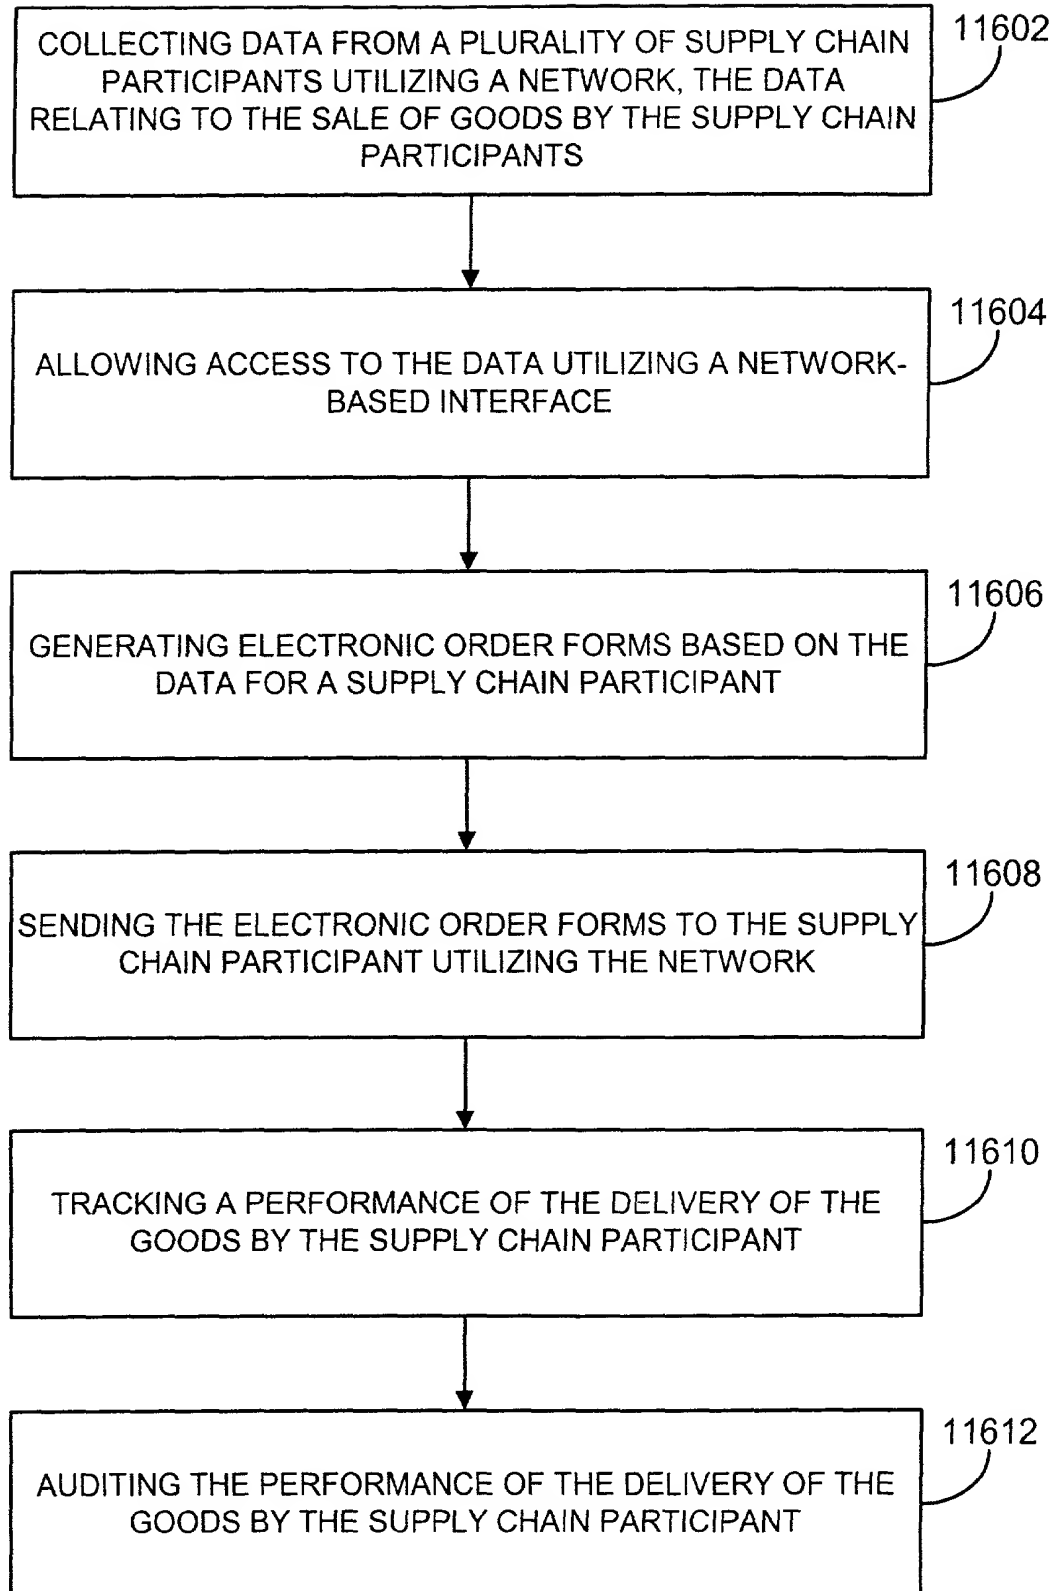 11602
COLLECTING DATA FROM A PLURALITY OF SUPPLY CHAIN
PARTICIPANTS UTILIZING A NETWORK, THE DATA
RELATING TO THE SALE OF GOODS BY THE SUPPLY CHAIN
PARTICIPANTS
11604
ALLOWING ACCESS TO THE DATA UTILIZING A NETWORK-
BASED INTERFACE
11606
GENERATING ELECTRONIC ORDER FORMS BASED ON THE
DATA FOR A SUPPLY CHAIN PARTICIPANT
11608
SENDING THE ELECTRONIC ORDER FORMS TO THE SUPPLY
CHAIN PARTICIPANT UTILIZING THE NETWORK
11610
TRACKING A PERFORMANCE OF THE DELIVERY OF THE
GOODS BY THE SUPPLY CHAIN PARTICIPANT
11612
AUDITING THE PERFORMANCE OF THE DELIVERY OF THE
GOODS BY THE SUPPLY CHAIN PARTICIPANT